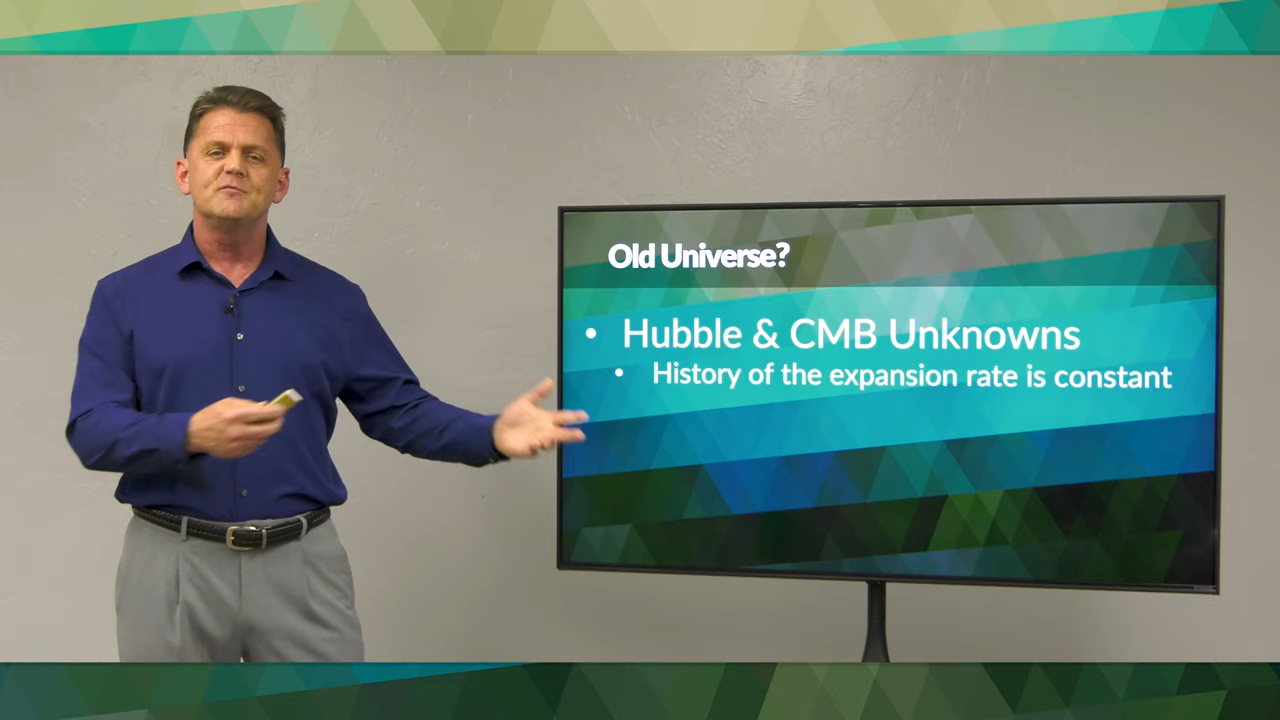 Old Universe?
• Hubble & CMB Unknowns
• History of the expansion rate is constant